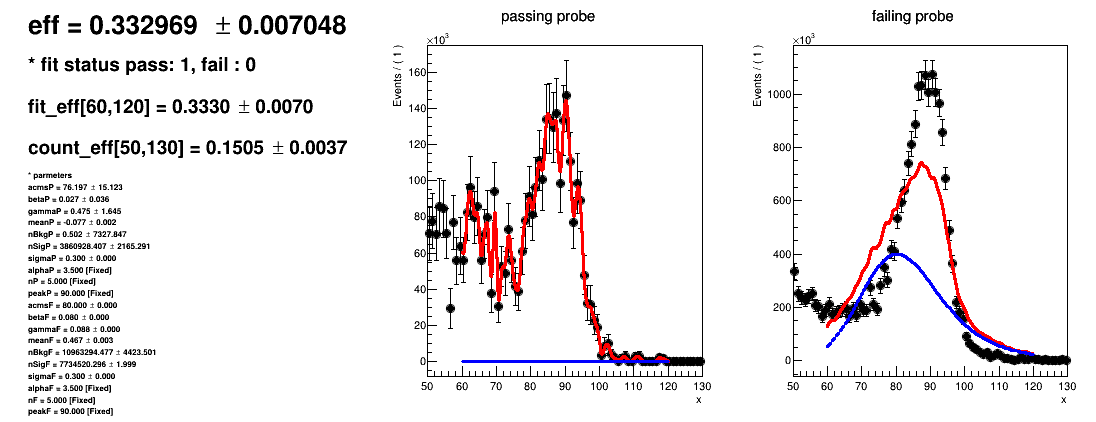 eff = 0.332969 ± 0.007048
* fit status pass: 1, fail : 0
fit_eff[60,120] = 0.3330 ± 0.0070
count_eff[50,130] = 0.1505 ± 0.0037
* parmeters
acmsP = 76.197 ± 15.123
betaP = 0.027 ± 0.036
gammaP = 0.475 ± 1.645
meanP = -0.077 ± 0.002
nBkgP = 0.502 ± 7327.847
nSigP = 3860928.407 ± 2165.291
sigmaP = 0.300 ± 0.000
alphaP = 3.500 [Fixed]
nP = 5.000 [Fixed]
peakP = 90.000 [Fixed]
acmsF = 80.000 ± 0.000
betaF = 0.080 ± 0.000
gammaF = 0.088 ± 0.000
meanF = 0.467 ± 0.003
nBkgF = 10963294.477 ± 4423.501
nSigF = 7734520.296 ± 1.999
sigmaF = 0.300 ± 0.000
alphaF = 3.500 [Fixed]
nF = 5.000 [Fixed]
peakF = 90.000 [Fixed]
passing probe
×10³
Events / ( 1 )
160
140
120
100
80
60
40
20
0
50 60 70 80 90 100 110 120 130
x
failing probe
×10³
Events / ( 1 )
1000
800
600
400
200
0
50 60 70 80 90 100 110 120 130
x